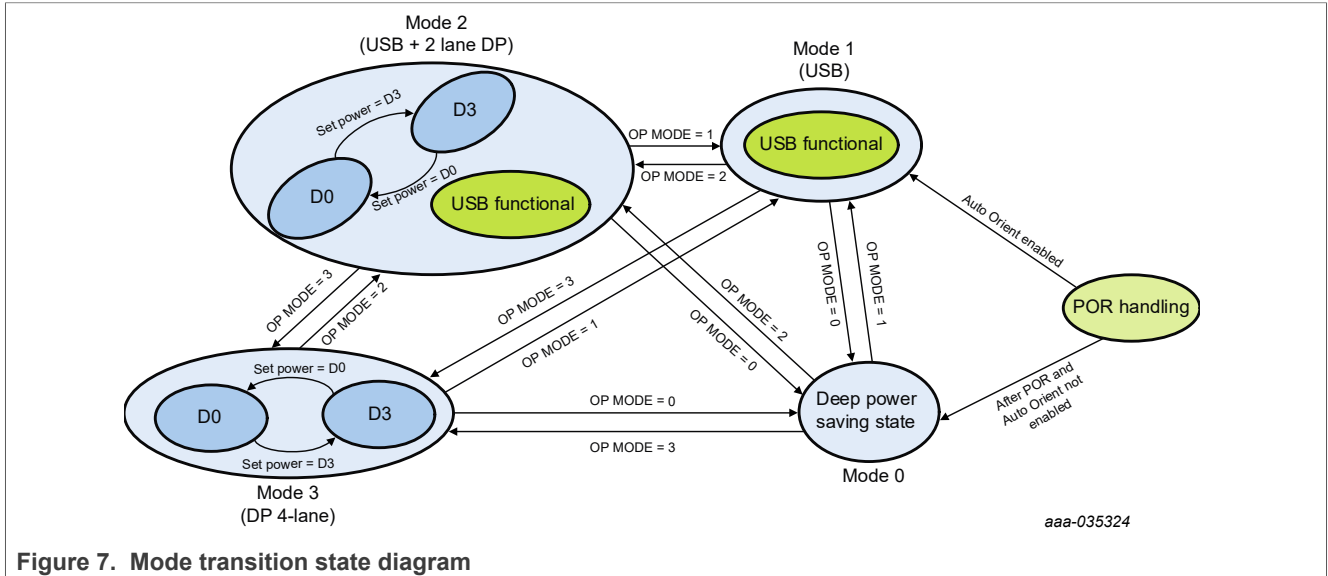 Mode 2
(USB + 2 lane DP)
Mode 1
(USB)
D3
Set power = D3
Set power = D0
D0
USB functional
OP MODE = 1
OP MODE = 2
USB functional
Auto Orient enabled
POR handling
OP MODE = 3
OP MODE = 2
OP MODE = 3
OP MODE = 1
OP MODE = 2
OP MODE = 0
OP MODE = 0
OP MODE = 1
After POR and
Auto Orient not
enabled
Set power = D0
D0
D3
Set power = D3
OP MODE = 0
OP MODE = 3
Deep power
saving state
Mode 0
Mode 3
(DP 4-lane)
aaa-035324
Figure 7. Mode transition state diagram